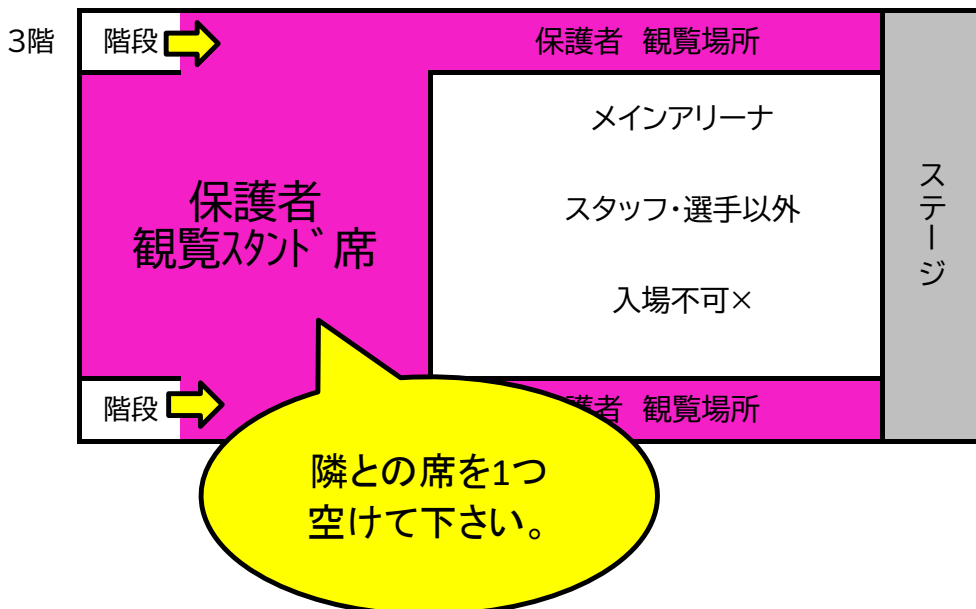 3階
階段
保護者 観覧場所
メインアリーナ
スタッフ・選手以外
入場不可×
保護者
観覧ｽﾀﾝﾄﾞ席
ステージ
階段
護者 観覧場所
隣との席を1つ
空けて下さい。